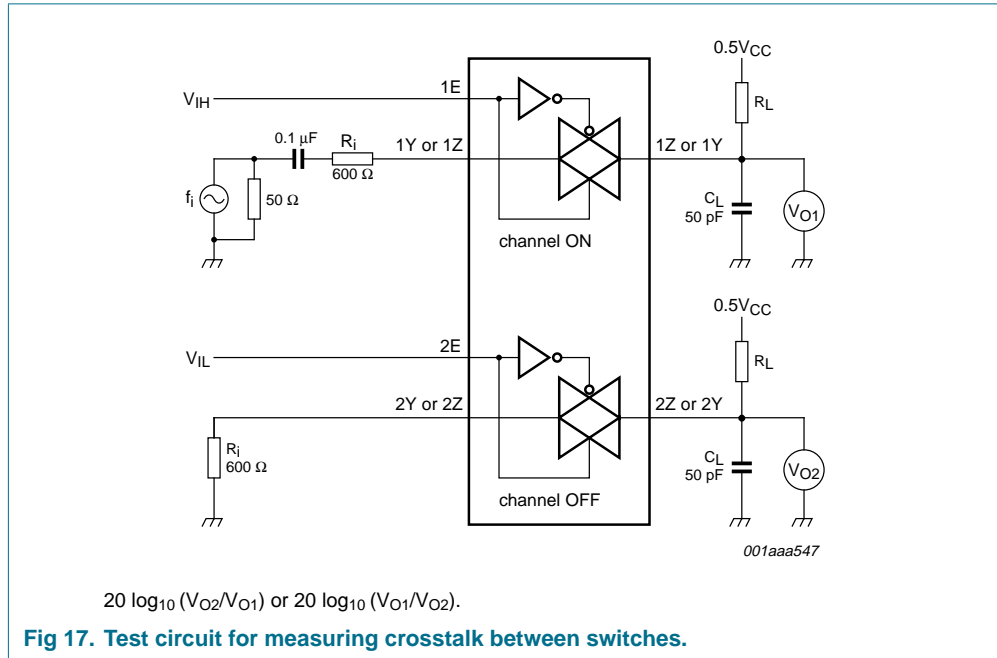 0.5VCC
1E
VIH
RL
0.1 μF
Ri
600 Ω
1Y or 1Z
1Z or 1Y
fi
50 Ω
CL
50 pF
VO1
channel ON
0.5VCC
2E
VIL
RL
2Y or 2Z
2Z or 2Y
Ri
600 Ω
CL
50 pF
VO2
channel OFF
001aaa547
20 log10 (VO2/VO1) or 20 log10 (VO1/VO2).
Fig 17. Test circuit for measuring crosstalk between switches.